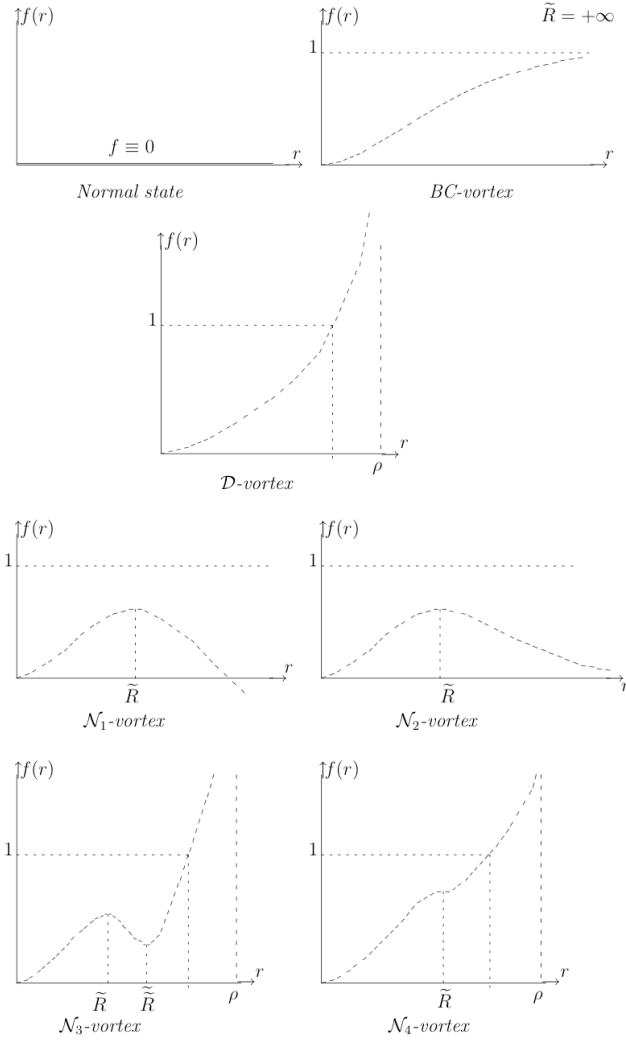 f(r)
f ≡ 0
r
Normal state
f(r)
R̃ = +∞
1
r
BC-vortex
f(r)
1
r
ρ
𝒟-vortex
f(r)
1
r
R̃
𝒩₁-vortex
f(r)
1
R̃
𝒩₂-vortex
f(r)
1
r
R̃ R̃̃ ρ
𝒩₃-vortex
f(r)
1
r
R̃ ρ
𝒩₄-vortex